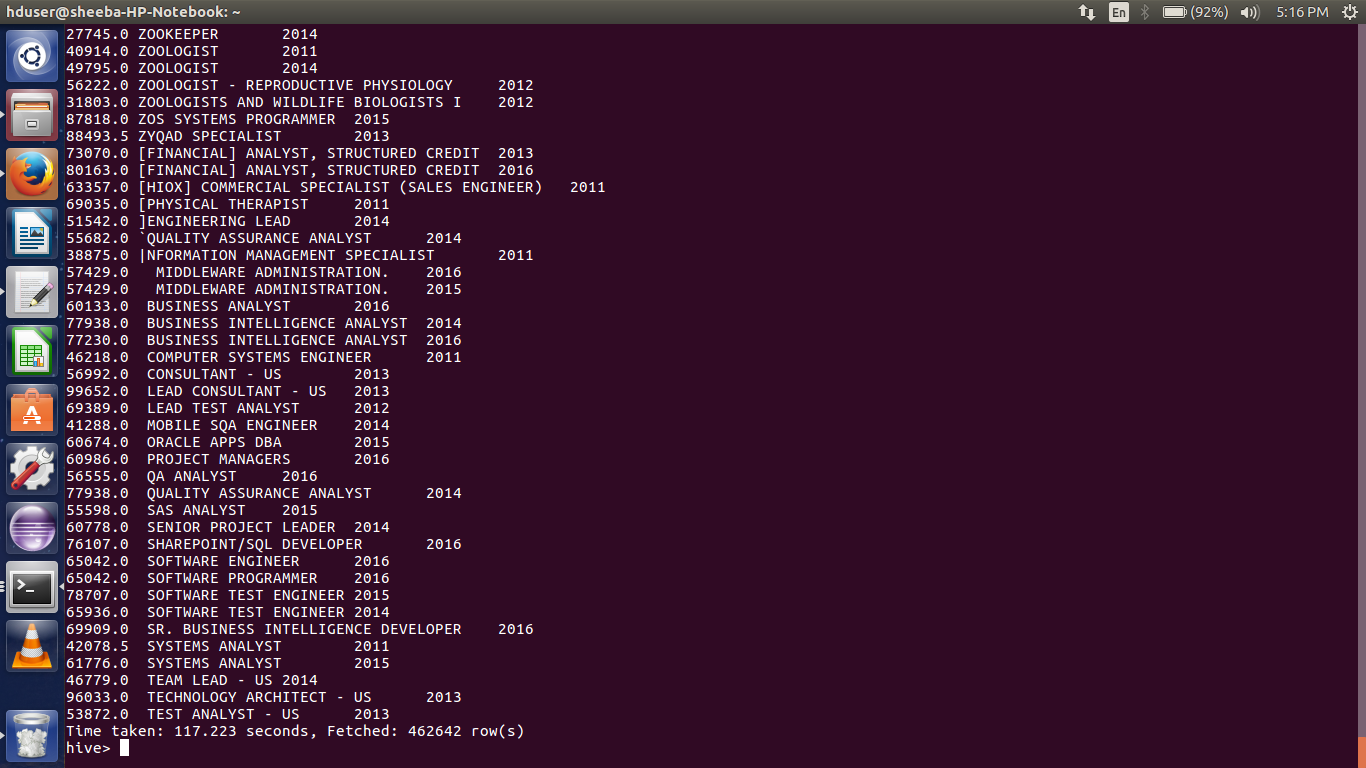 hduser@sheeba-HP-Notebook: ~ En (92%) 5:16 PM
27745.0 ZOOKEEPER 2014
40914.0 ZOOLOGIST 2011
49795.0 ZOOLOGIST 2014
56222.0 ZOOLOGIST - REPRODUCTIVE PHYSIOLOGY 2012
31803.0 ZOOLOGISTS AND WILDLIFE BIOLOGISTS I 2012
87818.0 ZOS SYSTEMS PROGRAMMER 2015
88493.5 ZYQAD SPECIALIST 2013
73070.0 [FINANCIAL] ANALYST, STRUCTURED CREDIT 2013
80163.0 [FINANCIAL] ANALYST, STRUCTURED CREDIT 2016
63357.0 [HIOX] COMMERCIAL SPECIALIST (SALES ENGINEER) 2011
69035.0 [PHYSICAL THERAPIST 2011
51542.0 ]ENGINEERING LEAD 2014
55682.0 `QUALITY ASSURANCE ANALYST 2014
38875.0 |NFORMATION MANAGEMENT SPECIALIST 2011
57429.0 MIDDLEWARE ADMINISTRATION. 2016
57429.0 MIDDLEWARE ADMINISTRATION. 2015
60133.0 BUSINESS ANALYST 2016
77938.0 BUSINESS INTELLIGENCE ANALYST 2014
77230.0 BUSINESS INTELLIGENCE ANALYST 2016
46218.0 COMPUTER SYSTEMS ENGINEER 2011
56992.0 CONSULTANT - US 2013
99652.0 LEAD CONSULTANT - US 2013
69389.0 LEAD TEST ANALYST 2012
41288.0 MOBILE SQA ENGINEER 2014
60674.0 ORACLE APPS DBA 2015
60986.0 PROJECT MANAGERS 2016
56555.0 QA ANALYST 2016
77938.0 QUALITY ASSURANCE ANALYST 2014
55598.0 SAS ANALYST 2015
60778.0 SENIOR PROJECT LEADER 2014
76107.0 SHAREPOINT/SQL DEVELOPER 2016
65042.0 SOFTWARE ENGINEER 2016
65042.0 SOFTWARE PROGRAMMER 2016
78707.0 SOFTWARE TEST ENGINEER 2015
65936.0 SOFTWARE TEST ENGINEER 2014
69909.0 SR. BUSINESS INTELLIGENCE DEVELOPER 2016
42078.5 SYSTEMS ANALYST 2011
61776.0 SYSTEMS ANALYST 2015
46779.0 TEAM LEAD - US 2014
96033.0 TECHNOLOGY ARCHITECT - US 2013
53872.0 TEST ANALYST - US 2013
Time taken: 117.223 seconds, Fetched: 462642 row(s)
hive>